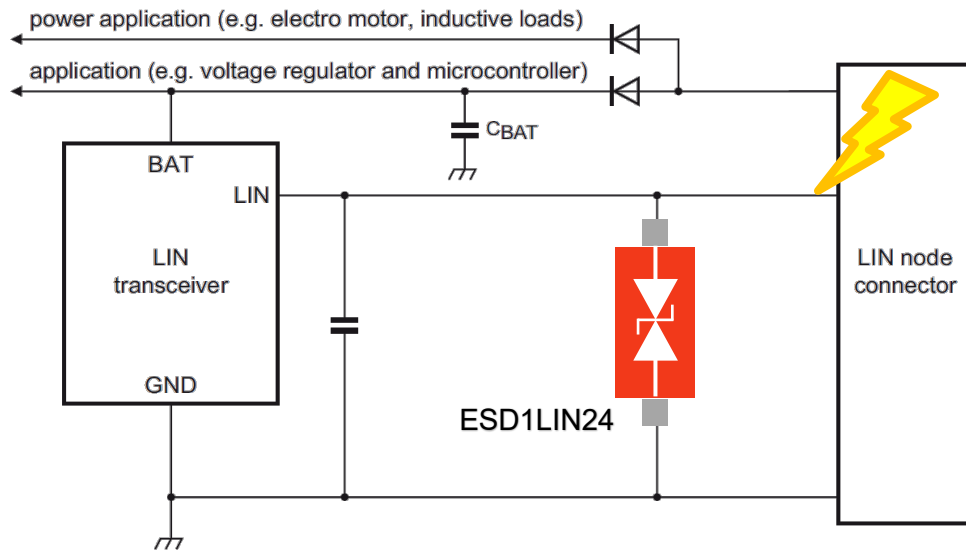 power application (e.g. electro motor, inductive loads)
application (e.g. voltage regulator and microcontroller)
CBAT
BAT
LIN
LIN
transceiver
LIN node
connector
GND
ESD1LIN24